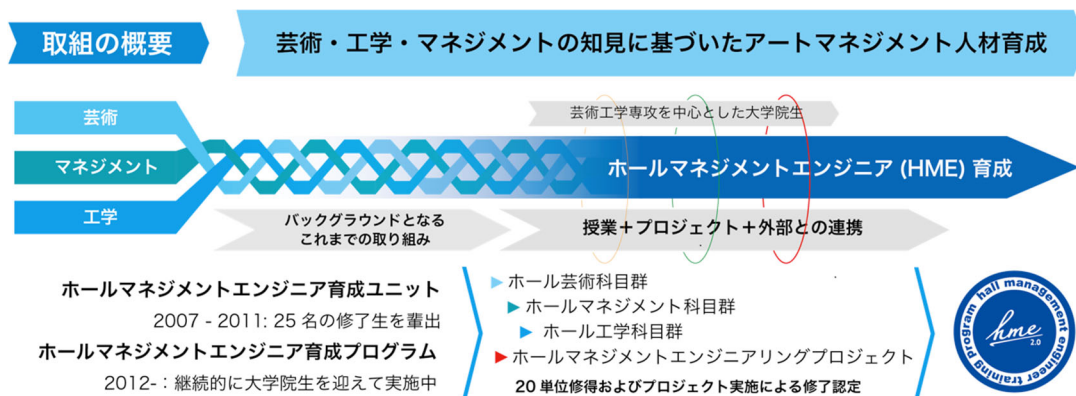 取組の概要
芸術・工学・マネジメントの知見に基づいたアートマネジメント人材育成
芸術
マネジメント
工学
芸術工学専攻を中心とした大学院生
ホールマネジメントエンジニア (HME) 育成
バックグラウンドとなる
これまでの取り組み
授業+プロジェクト+外部との連携
ホールマネジメントエンジニア育成ユニット
2007 - 2011: 25 名の修了生を輩出
ホールマネジメントエンジニア育成プログラム
2012-:継続的に大学院生を迎えて実施中
▶ホール芸術科目群
▶ホールマネジメント科目群
▶ホール工学科目群
▶ホールマネジメントエンジニアリングプロジェクト
20 単位修得およびプロジェクト実施による修了認定
hall management engineer training program
hme
2.0